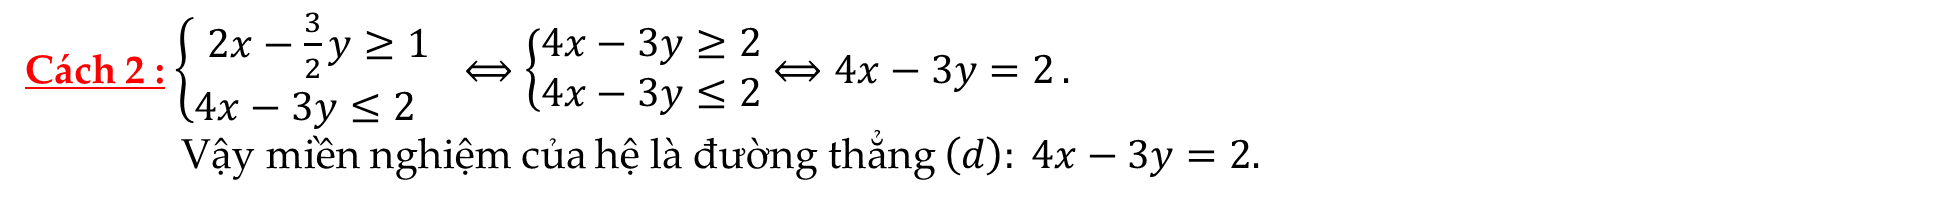 Cách 2 : { 2x − 3/2 y ≥ 1 ; 4x − 3y ≤ 2 ⟺ { 4x − 3y ≥ 2 ; 4x − 3y ≤ 2 ⟺ 4x − 3y = 2 .
Vậy miền nghiệm của hệ là đường thẳng (d): 4x − 3y = 2.